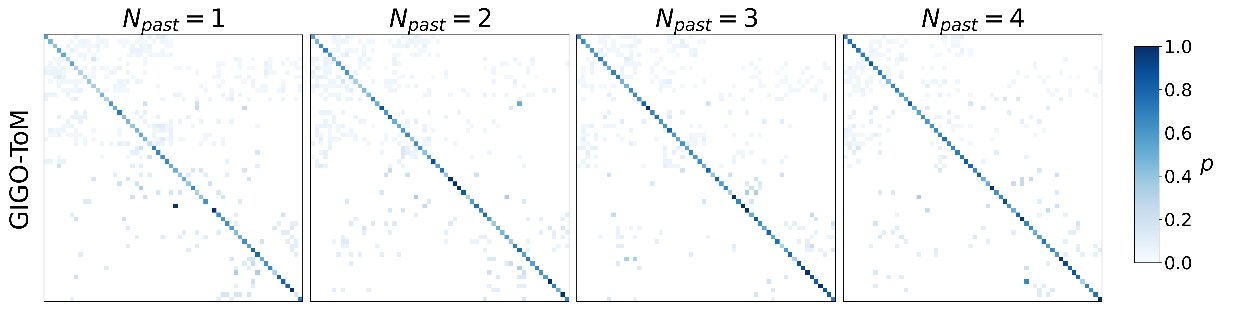 N_past = 1
N_past = 2
N_past = 3
N_past = 4
GIGO-ToM
1.0
0.8
0.6
0.4
0.2
0.0
p